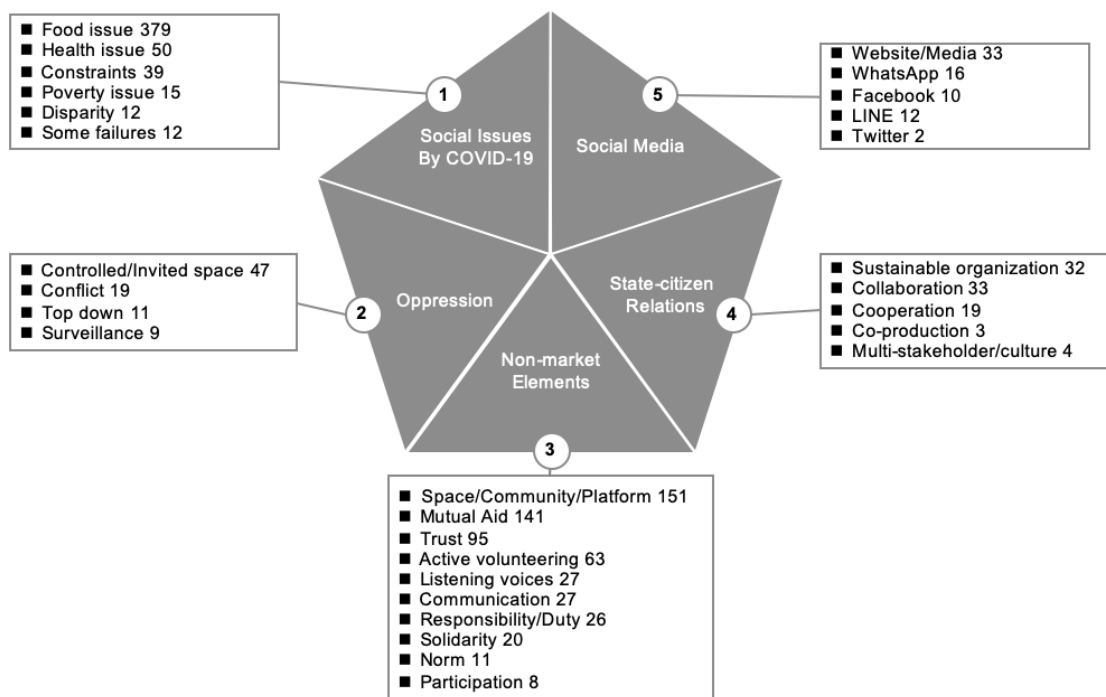 ■ Food issue 379
■ Health issue 50
■ Constraints 39
■ Poverty issue 15
■ Disparity 12
■ Some failures 12
1
Social Issues
By COVID-19
5
Social Media
■ Website/Media 33
■ WhatsApp 16
■ Facebook 10
■ LINE 12
■ Twitter 2
■ Controlled/Invited space 47
■ Conflict 19
■ Top down 11
■ Surveillance 9
2
Oppression
State-citizen
Relations
4
■ Sustainable organization 32
■ Collaboration 33
■ Cooperation 19
■ Co-production 3
■ Multi-stakeholder/culture 4
Non-market
Elements
3
■ Space/Community/Platform 151
■ Mutual Aid 141
■ Trust 95
■ Active volunteering 63
■ Listening voices 27
■ Communication 27
■ Responsibility/Duty 26
■ Solidarity 20
■ Norm 11
■ Participation 8